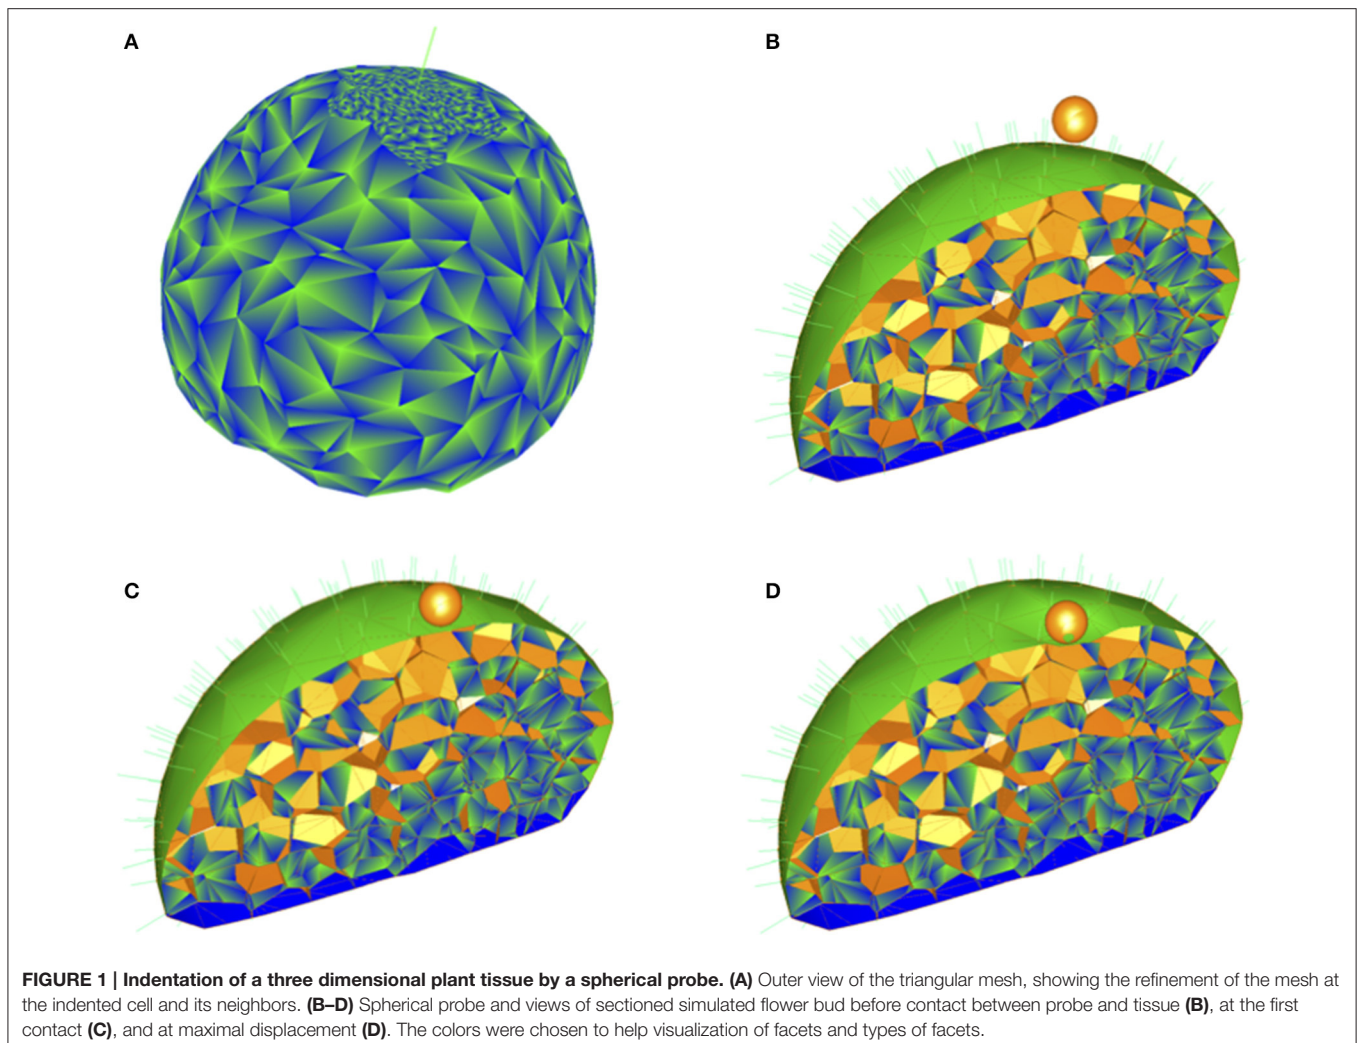 A
B
C
D
FIGURE 1 | Indentation of a three dimensional plant tissue by a spherical probe. (A) Outer view of the triangular mesh, showing the refinement of the mesh at
the indented cell and its neighbors. (B–D) Spherical probe and views of sectioned simulated flower bud before contact between probe and tissue (B), at the first
contact (C), and at maximal displacement (D). The colors were chosen to help visualization of facets and types of facets.